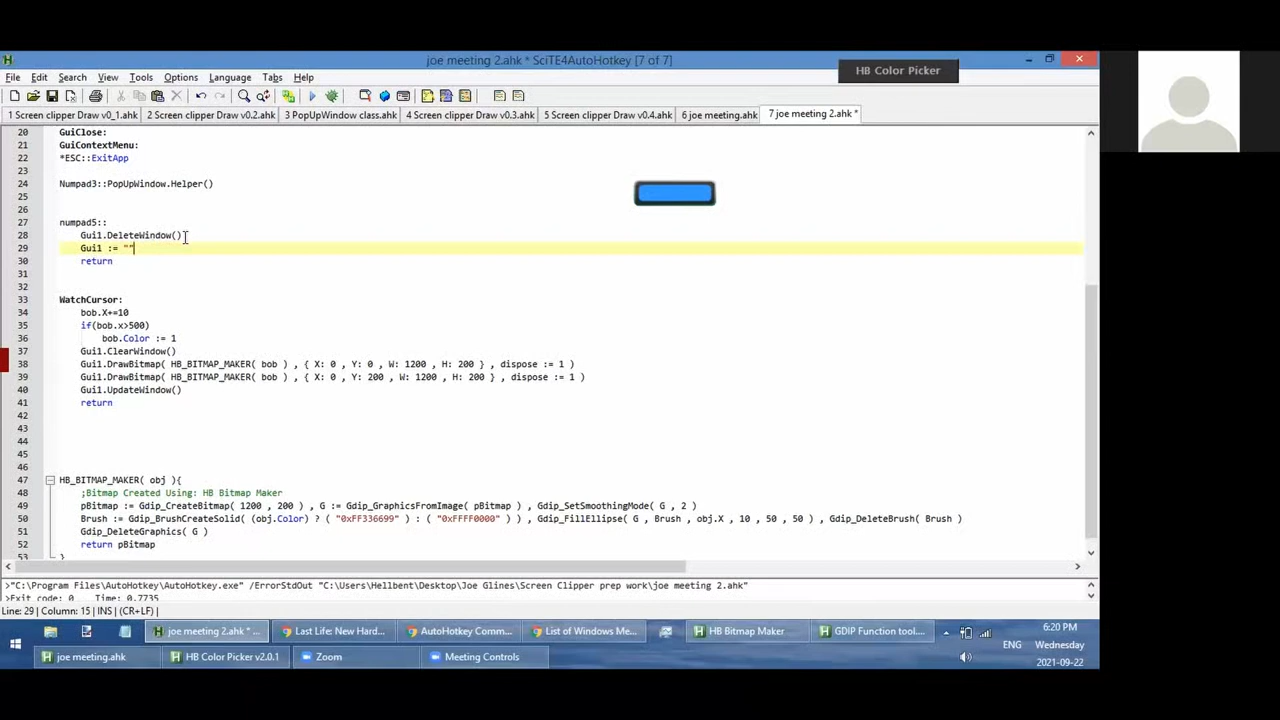 joe meeting 2.ahk * SciTE4AutoHotkey [7 of 7]
HB Color Picker
File Edit Search View Tools Options Language Tabs Help
1 Screen clipper Draw v0_1.ahk 2 Screen clipper Draw v0.2.ahk 3 PopUpWindow class.ahk 4 Screen clipper Draw v0.3.ahk 5 Screen clipper Draw v0.4.ahk 6 joe meeting.ahk 7 joe meeting 2.ahk *
20 GuiClose:
21 GuiContextMenu:
22 *ESC::ExitApp
23
24 Numpad3::PopUpWindow.Helper()
25
26
27 numpad5::
28 Gui1.DeleteWindow()
29 Gui1 := ""
30 return
31
32
33 WatchCursor:
34 bob.X+=10
35 if(bob.x>500)
36 bob.Color := 1
37 Gui1.ClearWindow()
38 Gui1.DrawBitmap( HB_BITMAP_MAKER( bob ) , { X: 0 , Y: 0 , W: 1200 , H: 200 } , dispose := 1 )
39 Gui1.DrawBitmap( HB_BITMAP_MAKER( bob ) , { X: 0 , Y: 200 , W: 1200 , H: 200 } , dispose := 1 )
40 Gui1.UpdateWindow()
41 return
42
43
44
45
46
47 HB_BITMAP_MAKER( obj ){
48 ;Bitmap Created Using: HB Bitmap Maker
49 pBitmap := Gdip_CreateBitmap( 1200 , 200 ) , G := Gdip_GraphicsFromImage( pBitmap ) , Gdip_SetSmoothingMode( G , 2 )
50 Brush := Gdip_BrushCreateSolid( (obj.Color) ? ( "0xFF336699" ) : ( "0xFFFF0000" ) ) , Gdip_FillEllipse( G , Brush , obj.X , 10 , 50 , 50 ) , Gdip_DeleteBrush( Brush )
51 Gdip_DeleteGraphics( G )
52 return pBitmap
53 }
>"C:\Program Files\AutoHotkey\AutoHotkey.exe" /ErrorStdOut "C:\Users\Hellbent\Desktop\Joe Glines\Screen Clipper prep work\joe meeting 2.ahk"
>Exit code: 0 Time: 0.7735
Line: 29 | Column: 15 | INS | (CR+LF) |
joe meeting 2.ahk * ... Last Life: New Hard... AutoHotkey Comm... List of Windows Me... HB Bitmap Maker GDIP Function tool.... 6:20 PM
ENG Wednesday
joe meeting.ahk HB Color Picker v2.0.1 Zoom Meeting Controls 2021-09-22